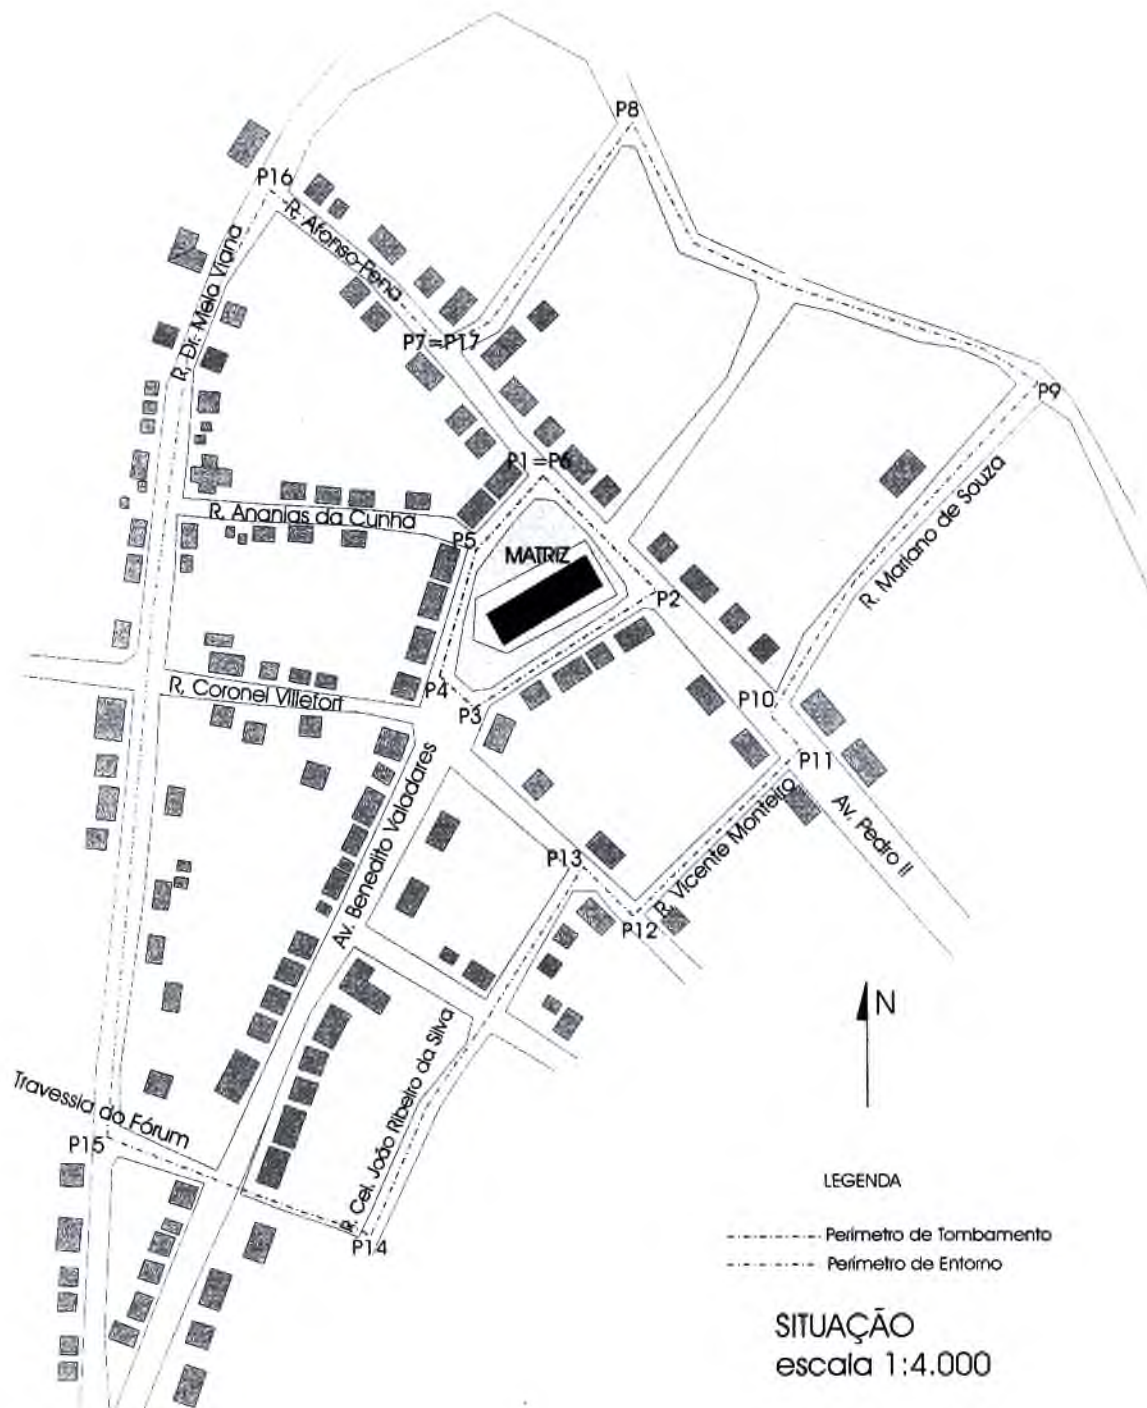 P8
P16
R. Afonso Pena
R. Dr. Melo Viana
P7=P17
P9
P1=P6
R. Mariano de Souza
R. Ananias da Cunha
P5
MATRIZ
P2
R. Coronel Villefort
P4
P3
P10
P11
Av. Benedito Valadares
R. Vicente Monteiro
Av. Pedro II
P13
P12
N
R. Cel. João Ribeiro da Silva
Travessia do Fórum
P15
P14
LEGENDA
Perímetro de Tombamento
Perímetro de Entorno
SITUAÇÃO
escala 1:4.000